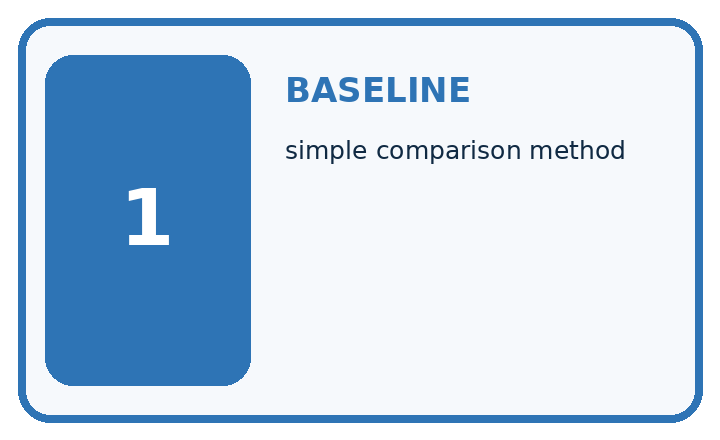 1
BASELINE
simple comparison method